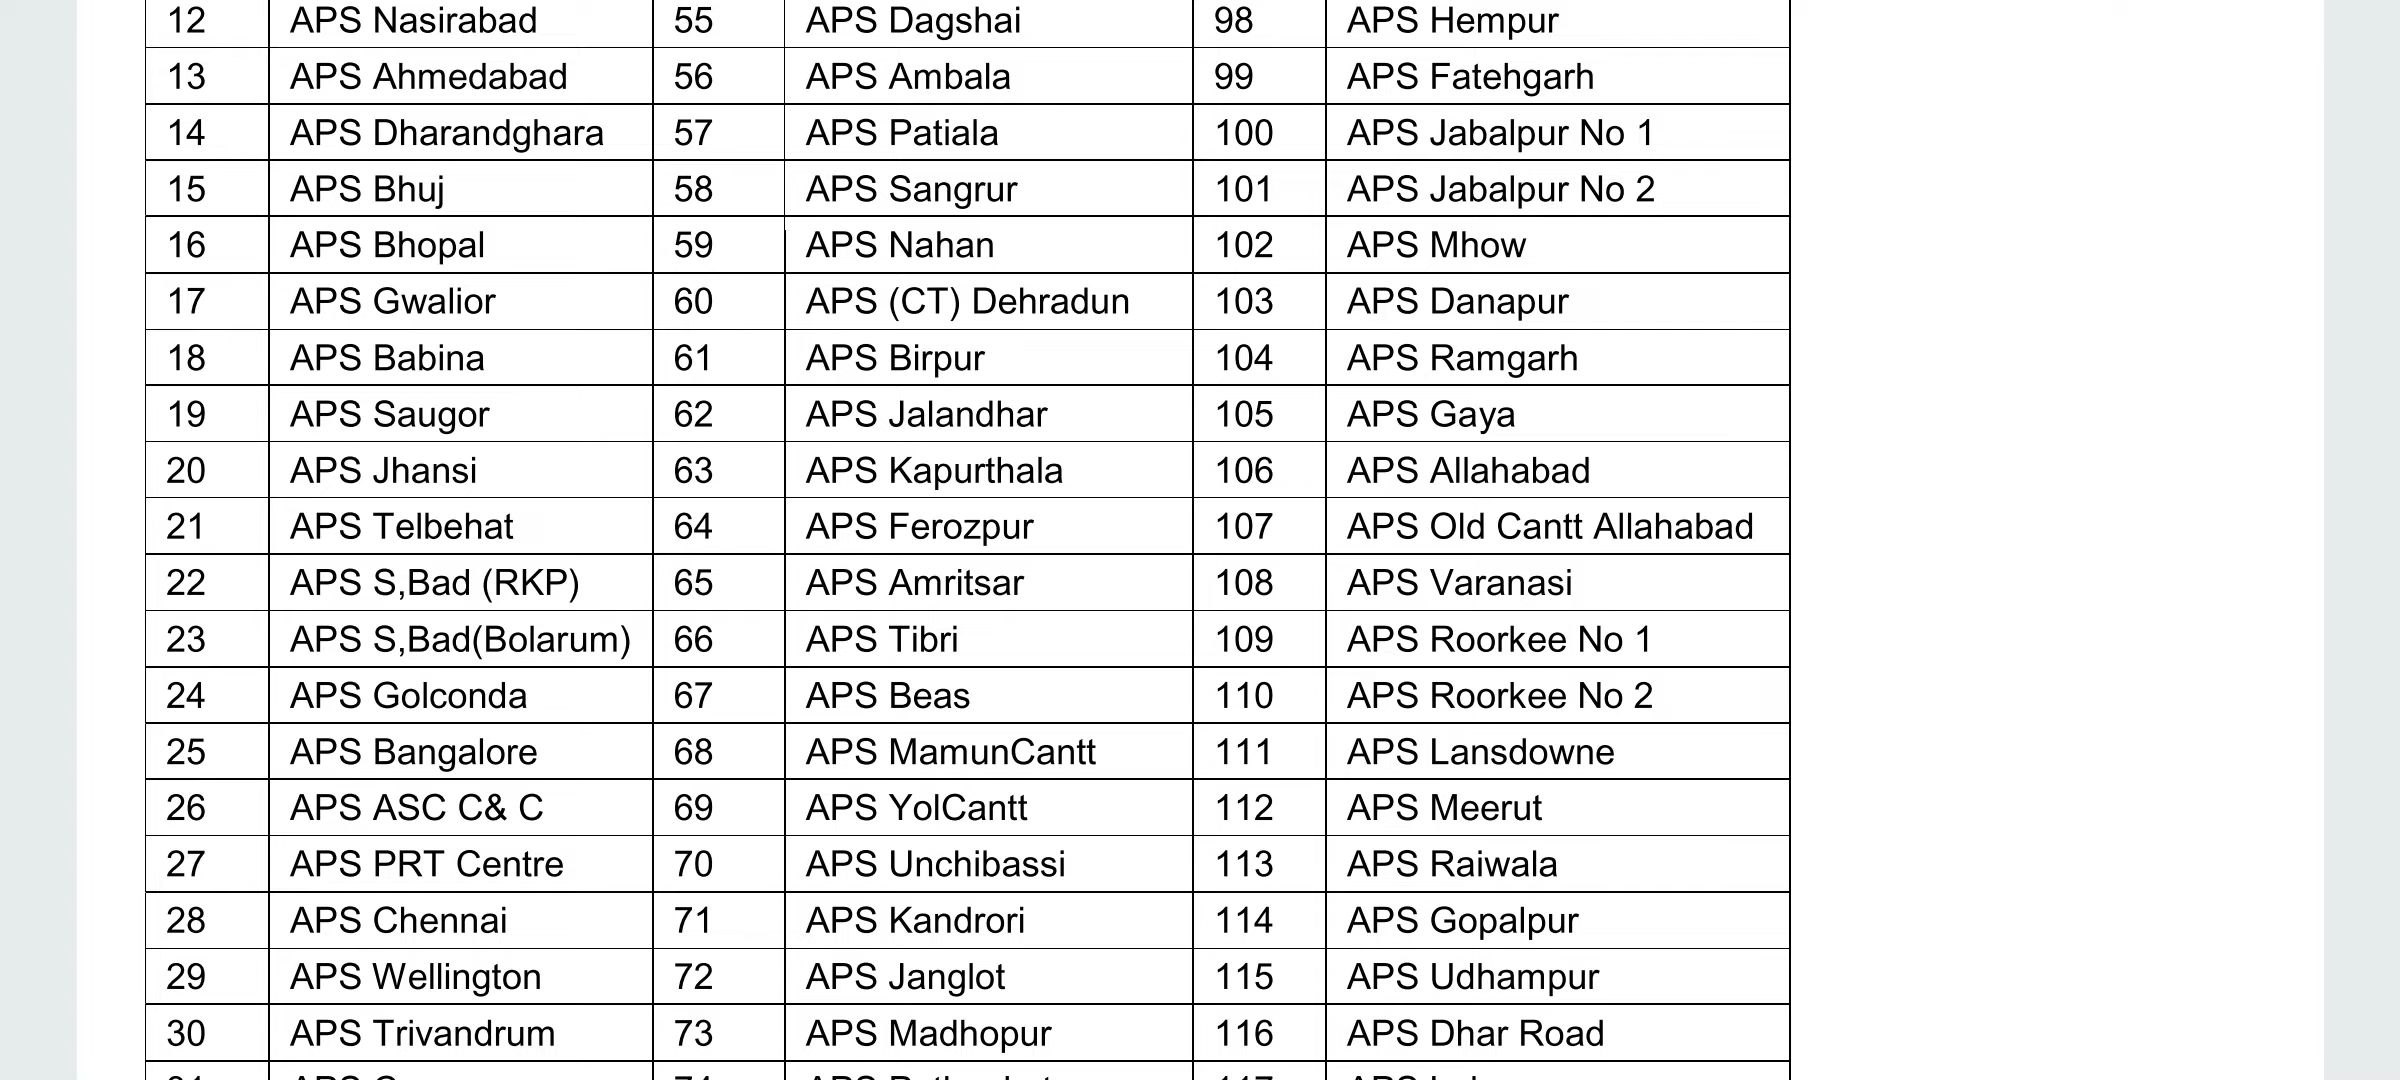 12 APS Nasirabad 55 APS Dagshai 98 APS Hempur
13 APS Ahmedabad 56 APS Ambala 99 APS Fatehgarh
14 APS Dharandghara 57 APS Patiala 100 APS Jabalpur No 1
15 APS Bhuj 58 APS Sangrur 101 APS Jabalpur No 2
16 APS Bhopal 59 APS Nahan 102 APS Mhow
17 APS Gwalior 60 APS (CT) Dehradun 103 APS Danapur
18 APS Babina 61 APS Birpur 104 APS Ramgarh
19 APS Saugor 62 APS Jalandhar 105 APS Gaya
20 APS Jhansi 63 APS Kapurthala 106 APS Allahabad
21 APS Telbehat 64 APS Ferozpur 107 APS Old Cantt Allahabad
22 APS S,Bad (RKP) 65 APS Amritsar 108 APS Varanasi
23 APS S,Bad(Bolarum) 66 APS Tibri 109 APS Roorkee No 1
24 APS Golconda 67 APS Beas 110 APS Roorkee No 2
25 APS Bangalore 68 APS MamunCantt 111 APS Lansdowne
26 APS ASC C& C 69 APS YolCantt 112 APS Meerut
27 APS PRT Centre 70 APS Unchibassi 113 APS Raiwala
28 APS Chennai 71 APS Kandrori 114 APS Gopalpur
29 APS Wellington 72 APS Janglot 115 APS Udhampur
30 APS Trivandrum 73 APS Madhopur 116 APS Dhar Road